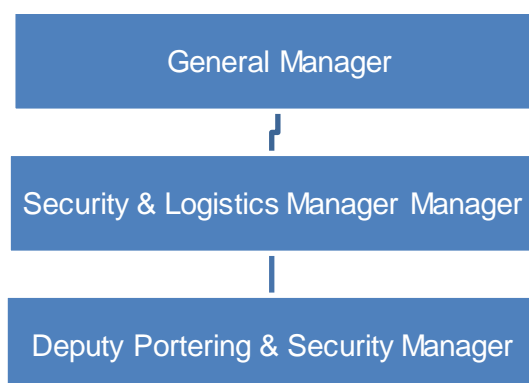 General Manager
Security & Logistics Manager Manager
Deputy Portering & Security Manager